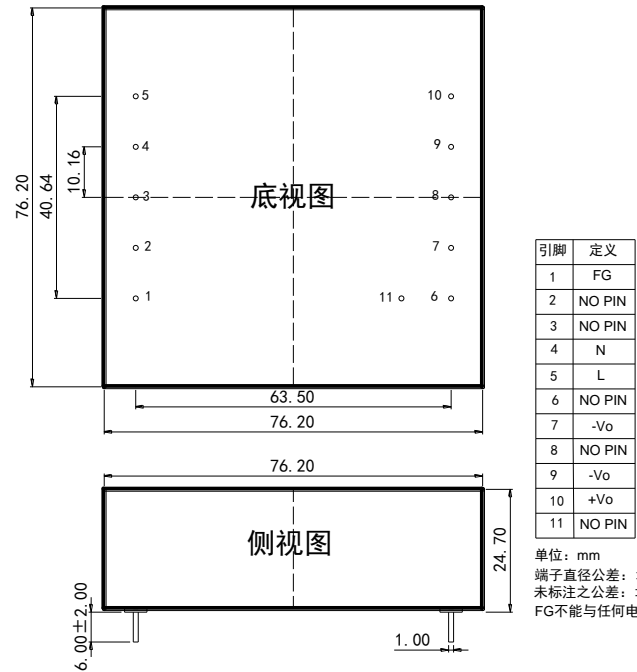 5
10
4
9
3
8
2
7
1
11
6
底视图
76.20
40.64
10.16
63.50
76.20
76.20
侧视图
24.70
6.00±2.00
1.00
引脚 定义
1 FG
2 NO PIN
3 NO PIN
4 N
5 L
6 NO PIN
7 -Vo
8 NO PIN
9 -Vo
10 +Vo
11 NO PIN
单位：mm
端子直径公差：
未标注之公差：
FG不能与任何电